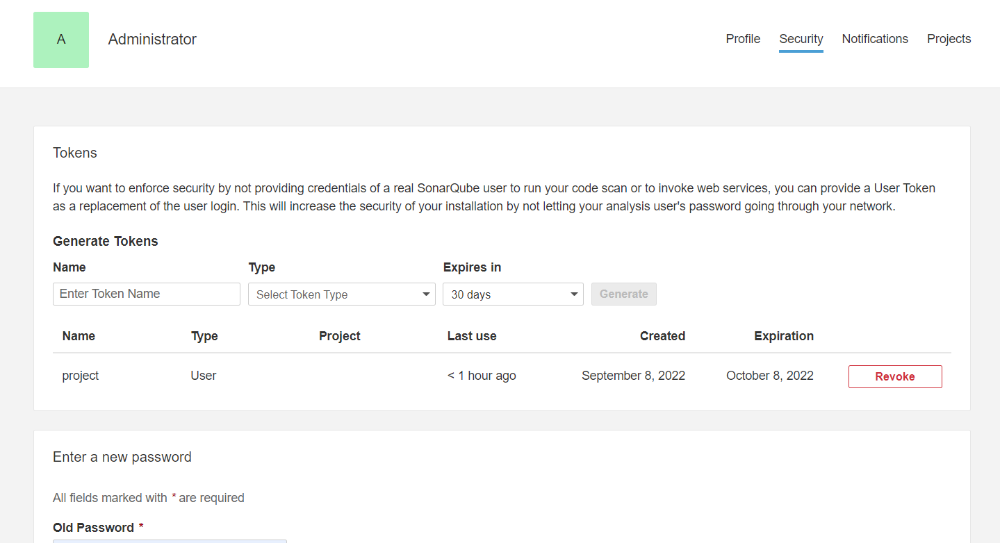 A
Administrator
Profile Security Notifications Projects
Tokens
If you want to enforce security by not providing credentials of a real SonarQube user to run your code scan or to invoke web services, you can provide a User Token
as a replacement of the user login. This will increase the security of your installation by not letting your analysis user's password going through your network.
Generate Tokens
Name Type Expires in
Enter Token Name Select Token Type 30 days Generate
Name Type Project Last use Created Expiration
project User < 1 hour ago September 8, 2022 October 8, 2022 Revoke
Enter a new password
All fields marked with * are required
Old Password *